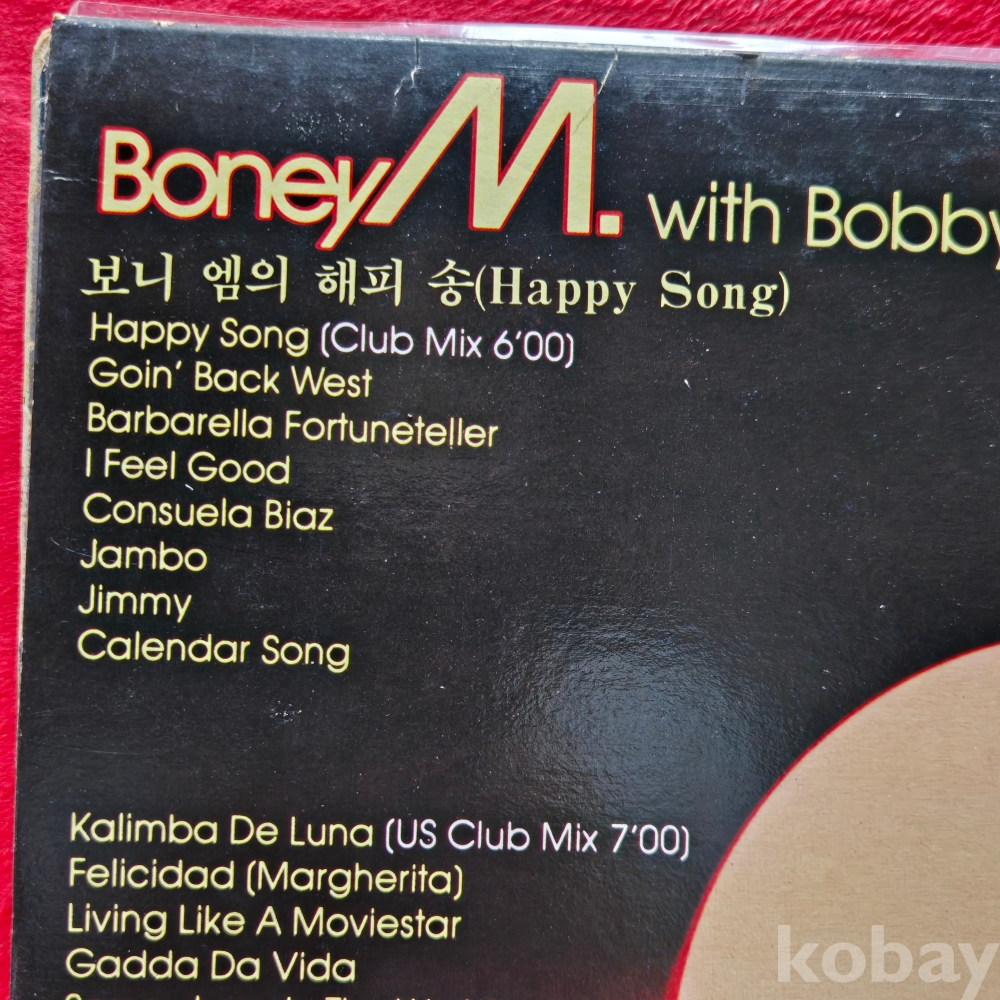 Boney M. with Bobby
보니 엠의 해피 송(Happy Song)
Happy Song (Club Mix 6'00)
Goin' Back West
Barbarella Fortuneteller
I Feel Good
Consuela Biaz
Jambo
Jimmy
Calendar Song
Kalimba De Luna (US Club Mix 7'00)
Felicidad (Margherita)
Living Like A Moviestar
Gadda Da Vida
kobay